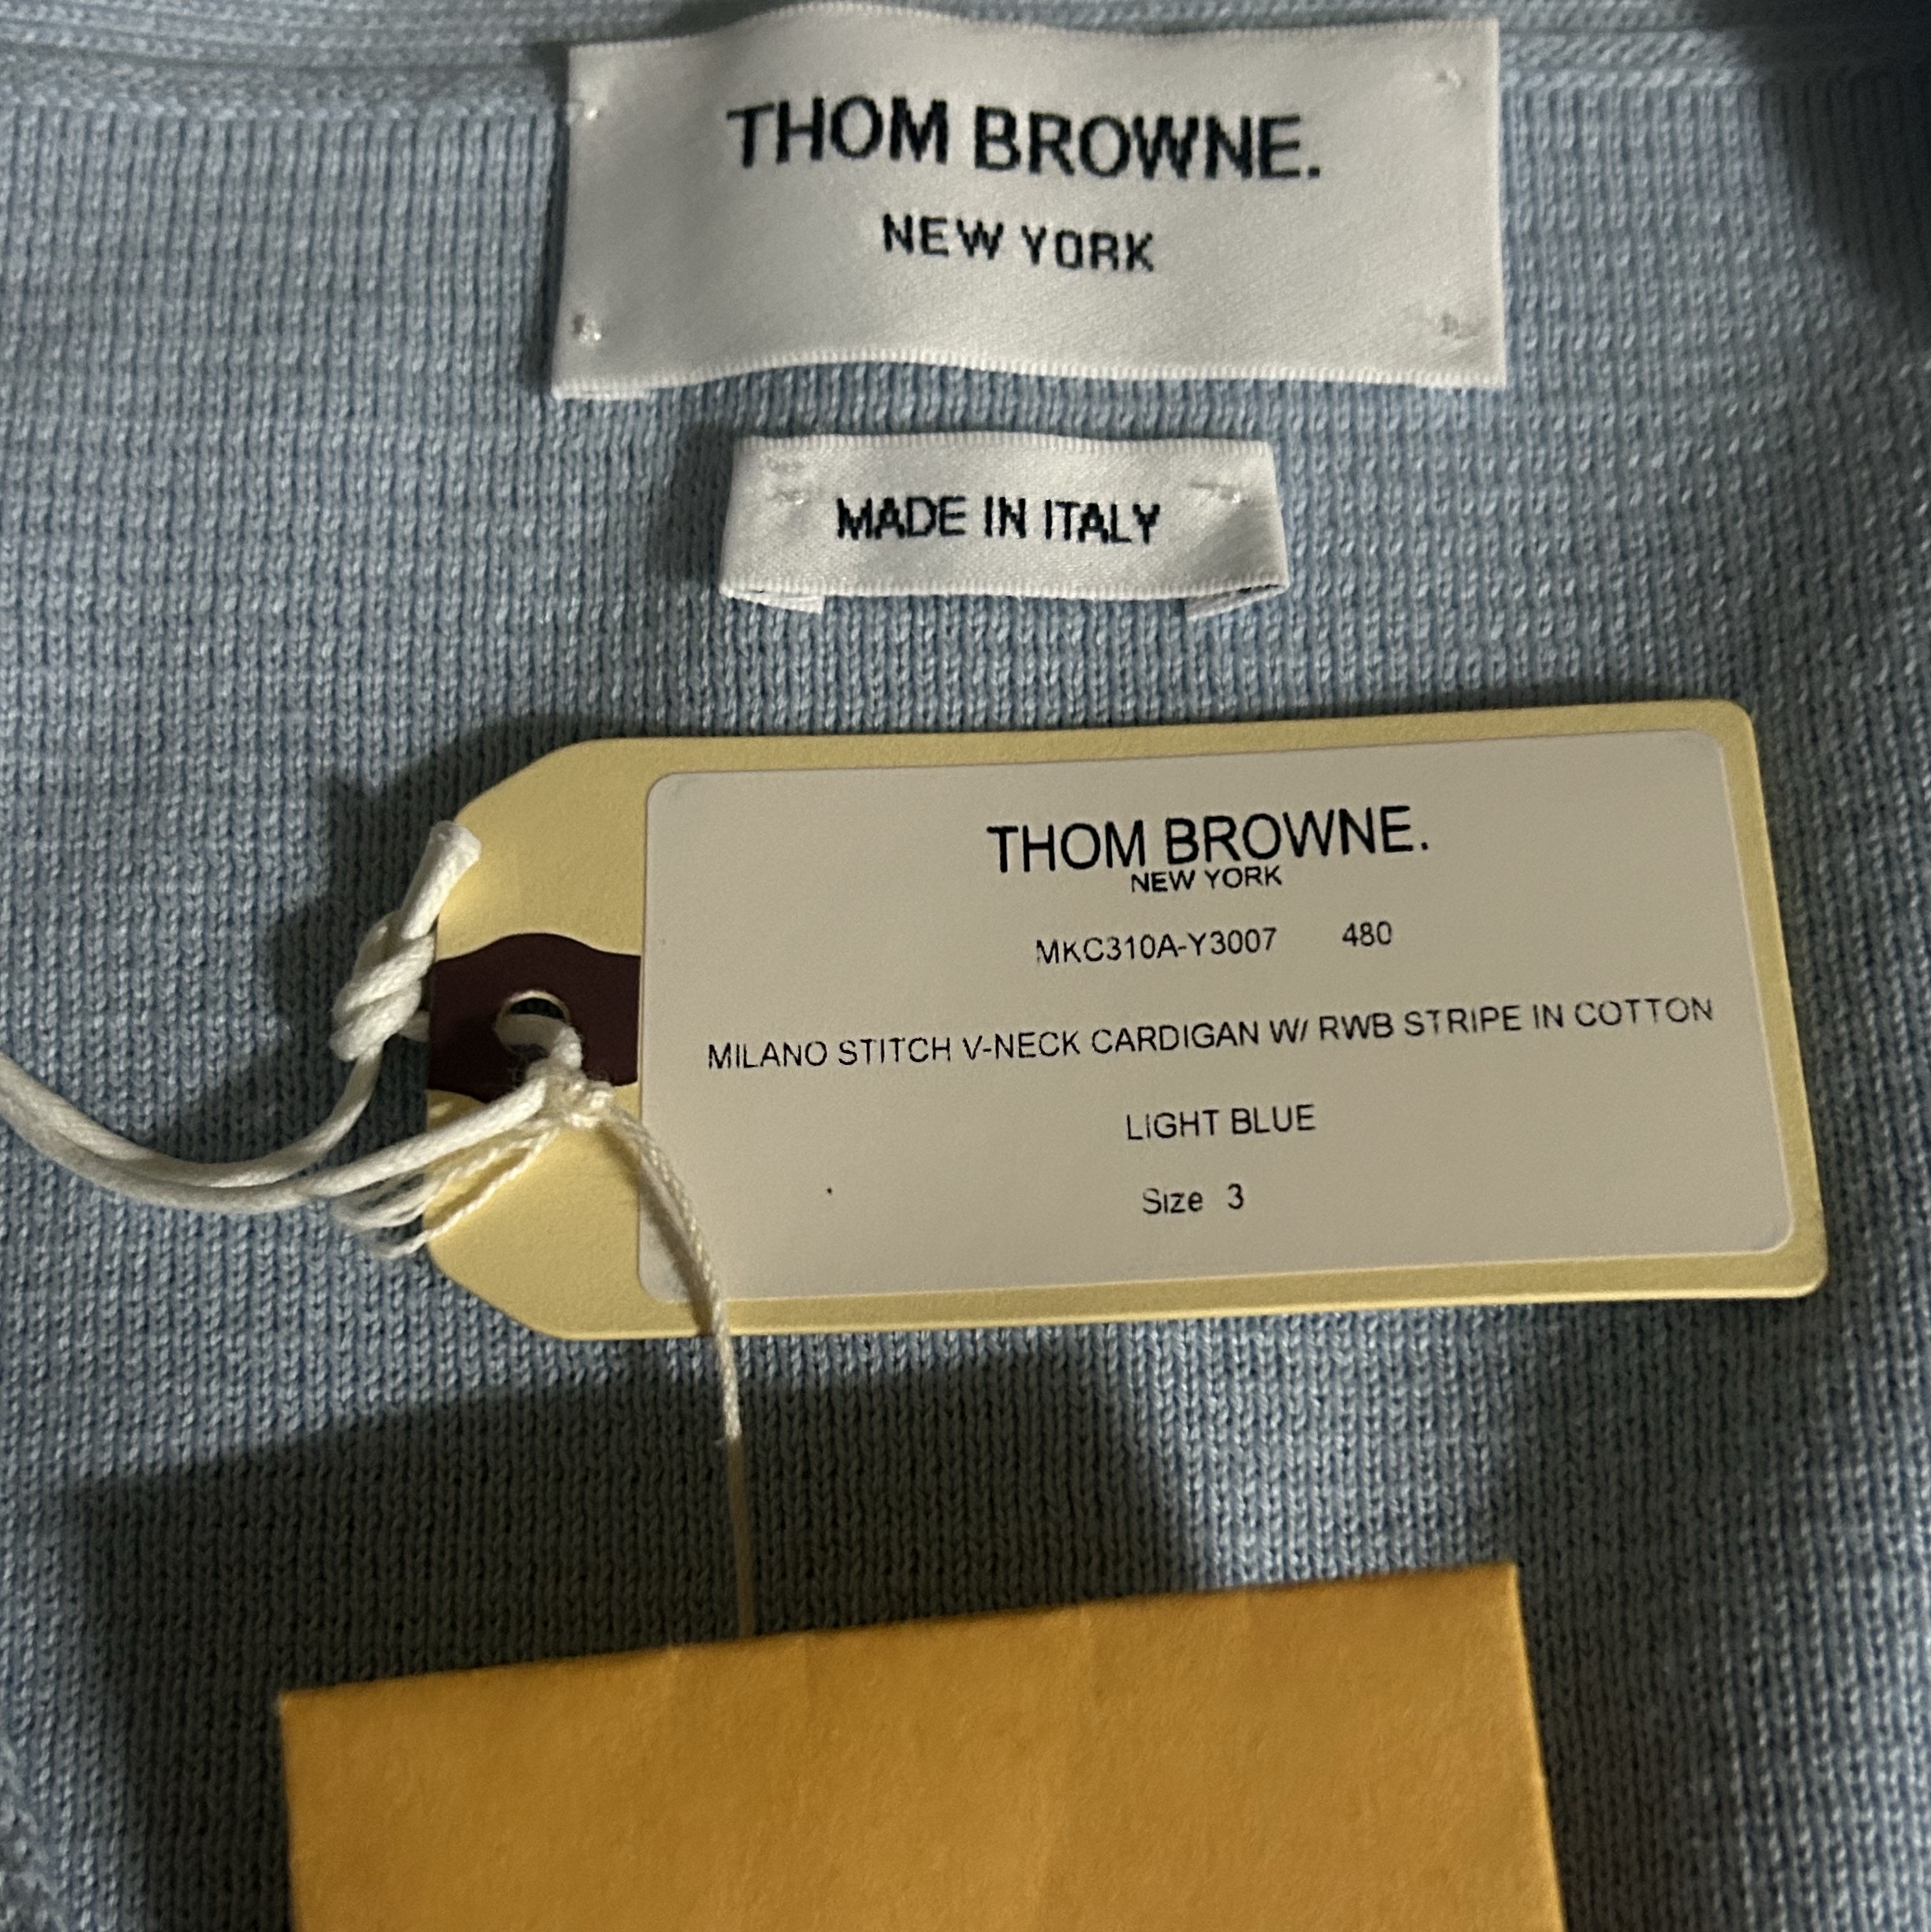 THOM BROWNE.
NEW YORK
MADE IN ITALY
THOM BROWNE.
NEW YORK
MKC310A-Y3007 480
MILANO STITCH V-NECK CARDIGAN W/ RWB STRIPE IN COTTON
LIGHT BLUE
Size 3